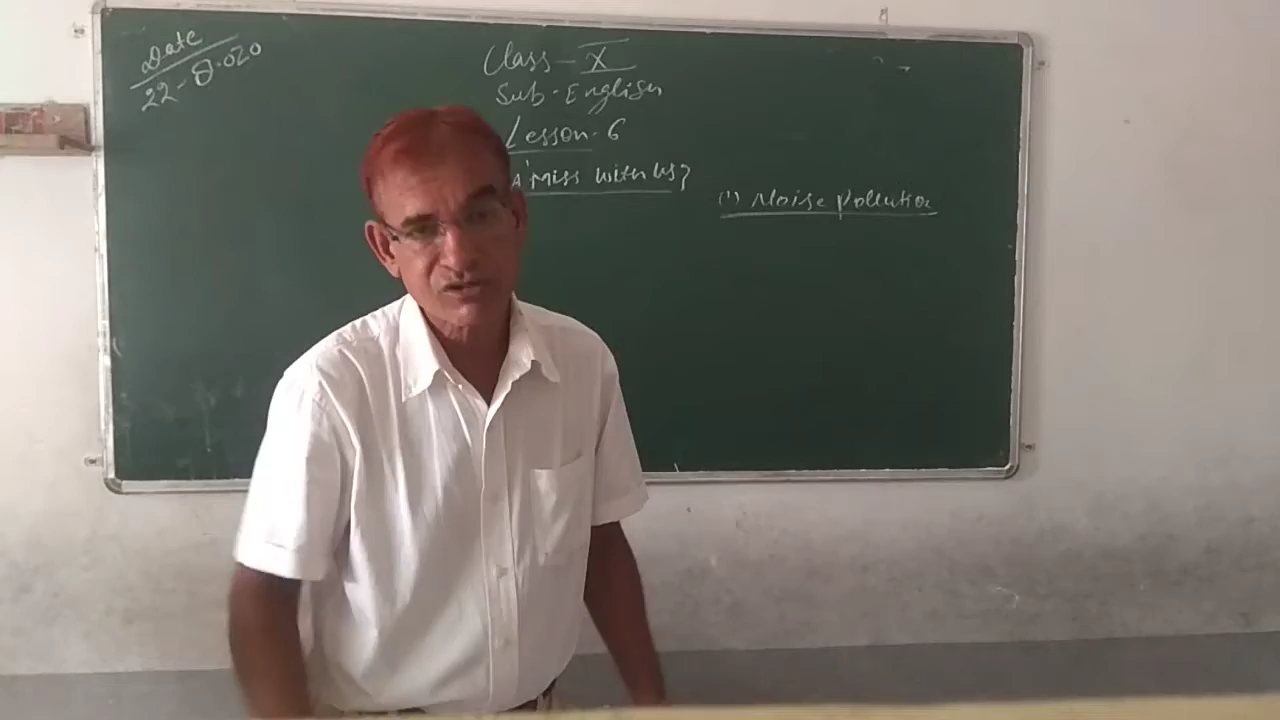 Date
22-8.020
Class - X
Sub. English
Lesson. 6
A'Miss with us?
(1) Noise pollution